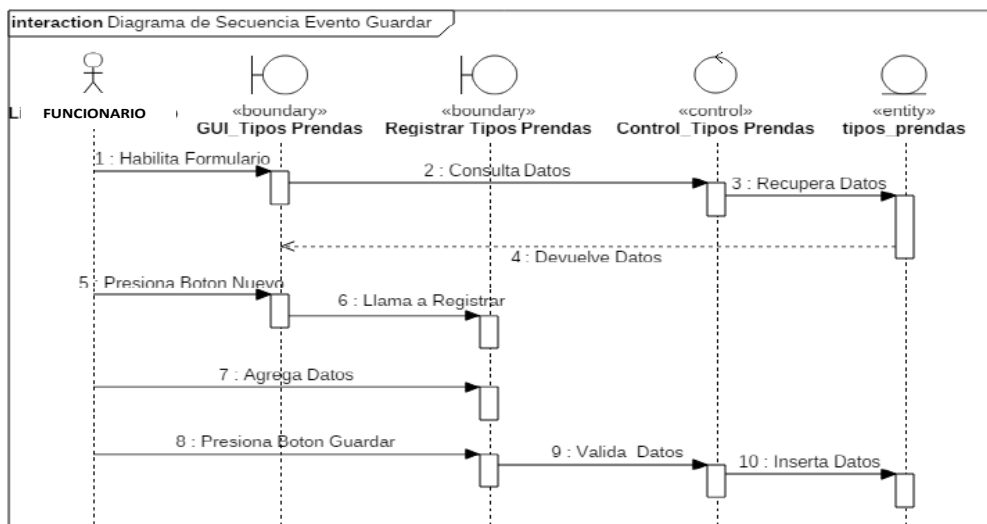 interaction Diagrama de Secuencia Evento Guardar
«boundary» «boundary» «control» «entity»
FUNCIONARIO GUI_Tipos Prendas Registrar Tipos Prendas Control_Tipos Prendas tipos_prendas
1 : Habilita Formulario
2 : Consulta Datos
3 : Recupera Datos
4 : Devuelve Datos
5 : Presiona Boton Nuevo
6 : Llama a Registrar
7 : Agrega Datos
8 : Presiona Boton Guardar
9 : Valida Datos
10 : Inserta Datos